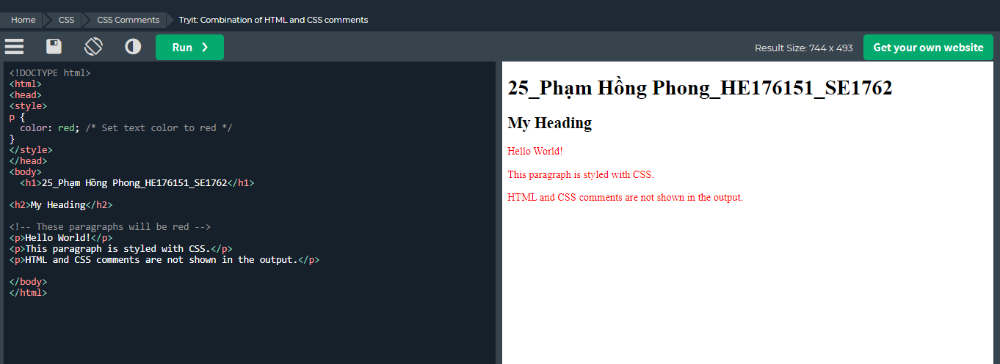 Home CSS CSS Comments Tryit: Combination of HTML and CSS comments
Run ❯
Result Size: 744 x 493
Get your own website
<!DOCTYPE html>
<html>
<head>
<style>
p {
  color: red; /* Set text color to red */
}
</style>
</head>
<body>
  <h1>25_Phạm Hồng Phong_HE176151_SE1762</h1>

<h2>My Heading</h2>

<!-- These paragraphs will be red -->
<p>Hello World!</p>
<p>This paragraph is styled with CSS.</p>
<p>HTML and CSS comments are not shown in the output.</p>

</body>
</html>
25_Phạm Hồng Phong_HE176151_SE1762
My Heading
Hello World!
This paragraph is styled with CSS.
HTML and CSS comments are not shown in the output.